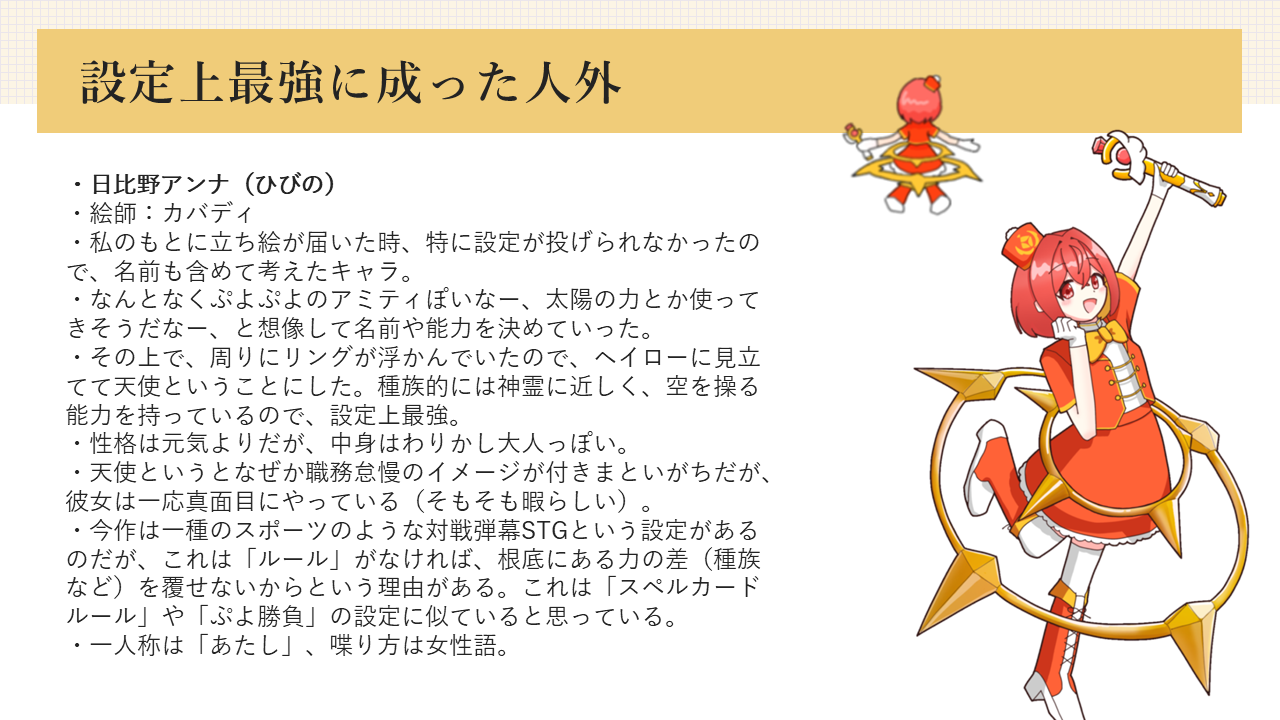 設定上最強に成った人外
・日比野アンナ（ひびの）
・絵師：カバディ
・私のもとに立ち絵が届いた時、特に設定が投げられなかったの
で、名前も含めて考えたキャラ。
・なんとなくぷよぷよのアミティぽいなー、太陽の力とか使って
きそうだなー、と想像して名前や能力を決めていった。
・その上で、周りにリングが浮かんでいたので、ヘイローに見立
てて天使ということにした。種族的には神霊に近しく、空を操る
能力を持っているので、設定上最強。
・性格は元気よりだが、中身はわりかし大人っぽい。
・天使というとなぜか職務怠慢のイメージが付きまといがちだが、
彼女は一応真面目にやっている（そもそも暇らしい）。
・今作は一種のスポーツのような対戦弾幕STGという設定がある
のだが、これは「ルール」がなければ、根底にある力の差（種族
など）を覆せないからという理由がある。これは「スペルカード
ルール」や「ぷよ勝負」の設定に似ていると思っている。
・一人称は「あたし」、喋り方は女性語。